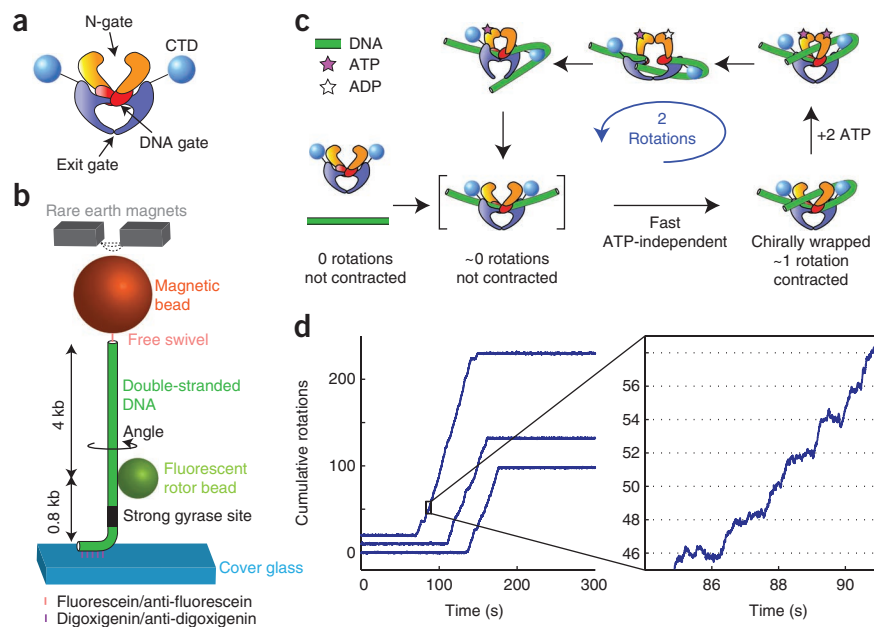 a
N-gate
CTD
DNA gate
Exit gate
b
Rare earth magnets
Magnetic
bead
Free swivel
4 kb
Double-stranded
DNA
Angle
Fluorescent
rotor bead
0.8 kb
Strong gyrase site
Cover glass
Fluorescein/anti-fluorescein
Digoxigenin/anti-digoxigenin
c
DNA
ATP
ADP
2
Rotations
+2 ATP
0 rotations
not contracted
~0 rotations
not contracted
Fast
ATP-independent
Chirally wrapped
~1 rotation
contracted
d
Cumulative rotations
200
100
0
0
100
200
300
Time (s)
56
54
52
50
48
46
86
88
90
Time (s)